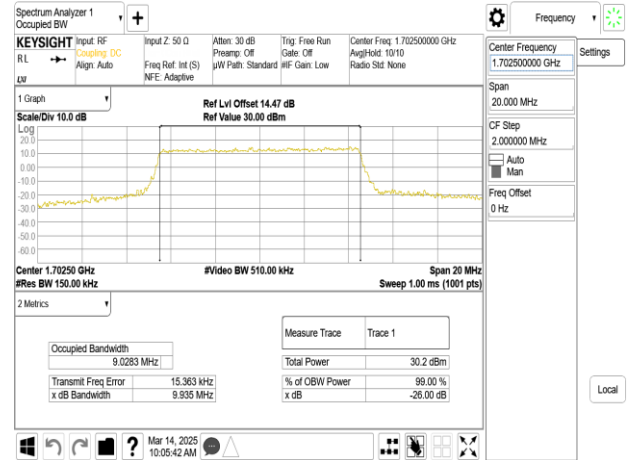 Spectrum Analyzer 1
Occupied BW
Frequency
KEYSIGHT Input: RF Input Z: 50 Ω Atten: 30 dB Trig: Free Run Center Freq: 1.702500000 GHz
RL Coupling: DC Preamp: Off Gate: Off Avg|Hold: 10/10
Align: Auto Freq Ref: Int (S) µW Path: Standard #IF Gain: Low Radio Std: None
LXI NFE: Adaptive
Center Frequency
1.702500000 GHz
Settings
Span
20.000 MHz
CF Step
2.000000 MHz
Auto
Man
Freq Offset
0 Hz
Local
1 Graph
Ref Lvl Offset 14.47 dB
Scale/Div 10.0 dB Ref Value 30.00 dBm
Log
20.0
10.0
0.00
-10.0
-20.0
-30.0
-40.0
-50.0
-60.0
Center 1.70250 GHz #Video BW 510.00 kHz Span 20 MHz
#Res BW 150.00 kHz Sweep 1.00 ms (1001 pts)
2 Metrics
Measure Trace Trace 1
Occupied Bandwidth
9.0283 MHz
Total Power 30.2 dBm
Transmit Freq Error 15.363 kHz % of OBW Power 99.00 %
x dB Bandwidth 9.935 MHz x dB -26.00 dB
? Mar 14, 2025
10:05:42 AM